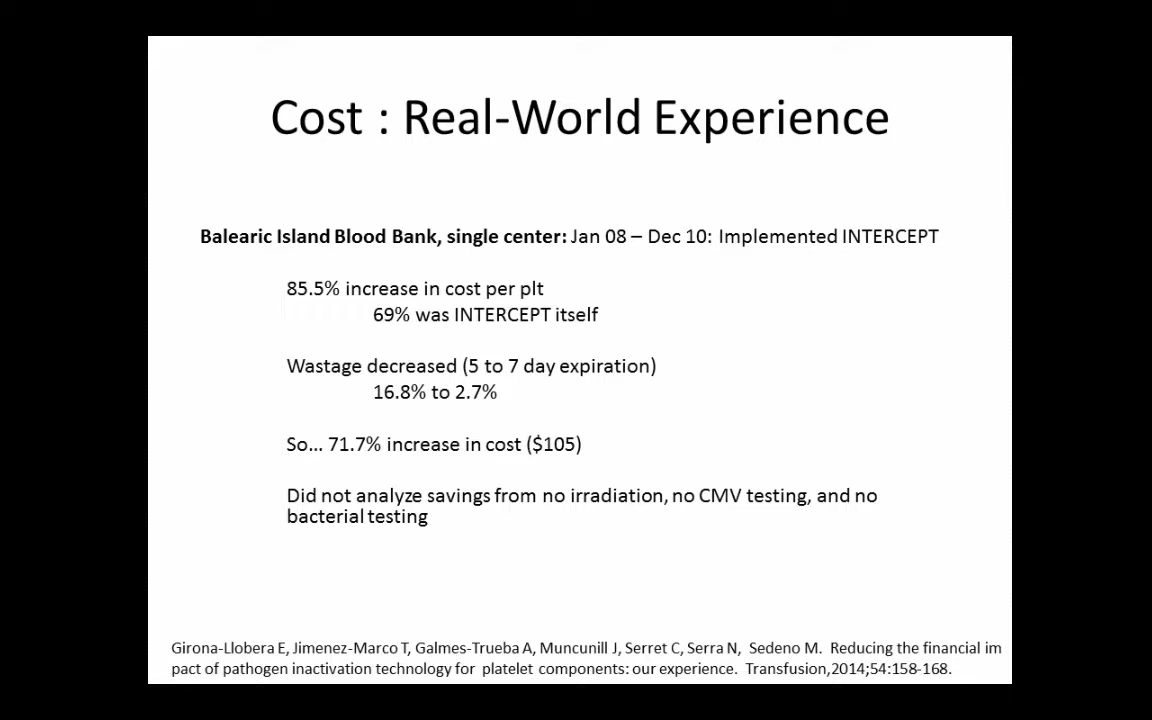 Cost : Real-World Experience
Balearic Island Blood Bank, single center: Jan 08 – Dec 10: Implemented INTERCEPT
85.5% increase in cost per plt
69% was INTERCEPT itself
Wastage decreased (5 to 7 day expiration)
16.8% to 2.7%
So... 71.7% increase in cost ($105)
Did not analyze savings from no irradiation, no CMV testing, and no
bacterial testing
Girona-Llobera E, Jimenez-Marco T, Galmes-Trueba A, Muncunill J, Serret C, Serra N, Sedeno M. Reducing the financial im
pact of pathogen inactivation technology for platelet components: our experience. Transfusion,2014;54:158-168.